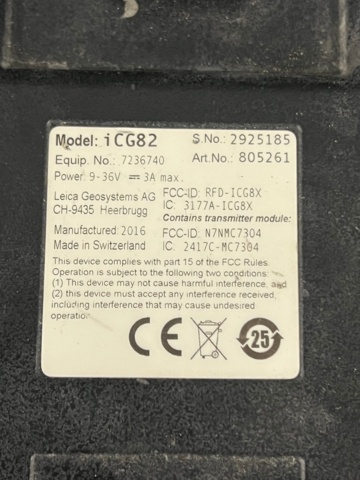 Model: iCG82 S.No.: 2925185
Equip. No.: 7236740 Art.No.: 805261
Power: 9-36V ⎓ 3A max.
Leica Geosystems AG FCC-ID: RFD-ICG8X
CH-9435 Heerbrugg IC: 3177A-ICG8X
Contains transmitter module:
Manufactured: 2016 FCC-ID: N7NMC7304
Made in Switzerland IC: 2417C-MC7304
This device complies with part 15 of the FCC Rules.
Operation is subject to the following two conditions:
(1) This device may not cause harmful interference, and
(2) this device must accept any interference received,
including interference that may cause undesired
operation.
CE 25